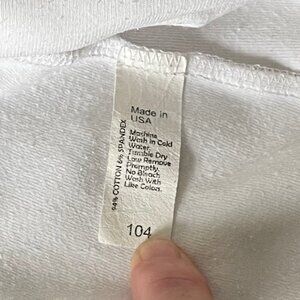 Made in
USA
Machine
Wash in Cold
Water.
Tumble Dry
Low Remove
Promptly.
No Bleach
Wash with
Like Colors.
94% COTTON 6% SPANDEX
104